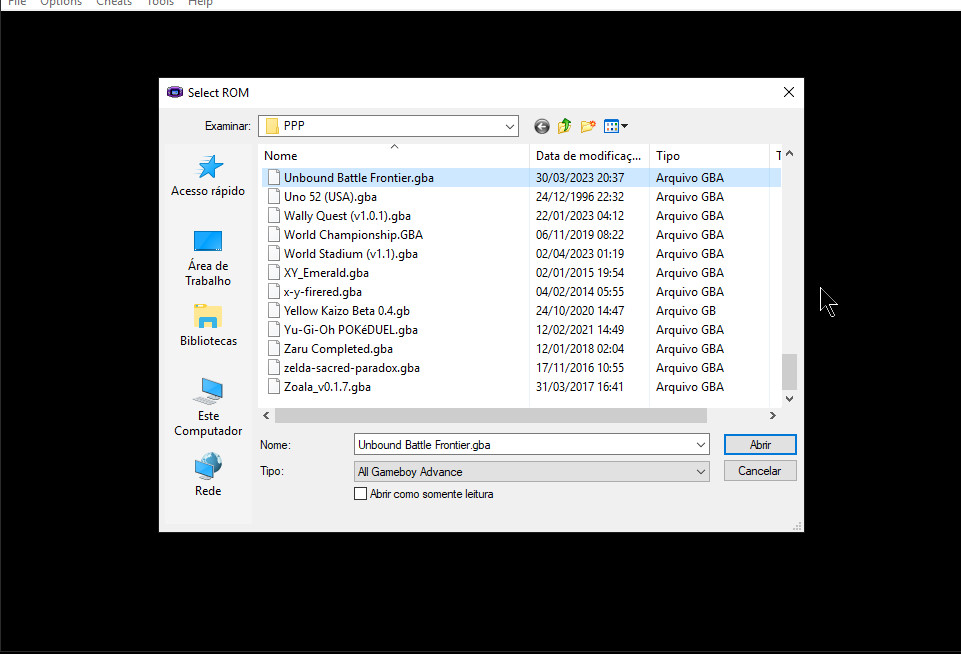 File Options Cheats Tools Help
Select ROM
Examinar: PPP
Nome Data de modificaç... Tipo T
Unbound Battle Frontier.gba 30/03/2023 20:37 Arquivo GBA
Uno 52 (USA).gba 24/12/1996 22:32 Arquivo GBA
Wally Quest (v1.0.1).gba 22/01/2023 04:12 Arquivo GBA
World Championship.GBA 06/11/2019 08:22 Arquivo GBA
World Stadium (v1.1).gba 02/04/2023 01:19 Arquivo GBA
XY_Emerald.gba 02/01/2015 19:54 Arquivo GBA
x-y-firered.gba 04/02/2014 05:55 Arquivo GBA
Yellow Kaizo Beta 0.4.gb 24/10/2020 14:47 Arquivo GB
Yu-Gi-Oh POKéDUEL.gba 12/02/2021 14:49 Arquivo GBA
Zaru Completed.gba 12/01/2018 02:04 Arquivo GBA
zelda-sacred-paradox.gba 17/11/2016 10:55 Arquivo GBA
Zoala_v0.1.7.gba 31/03/2017 16:41 Arquivo GBA
Acesso rápido
Área de
Trabalho
Bibliotecas
Este
Computador
Rede
Nome: Unbound Battle Frontier.gba Abrir
Tipo: All Gameboy Advance Cancelar
Abrir como somente leitura